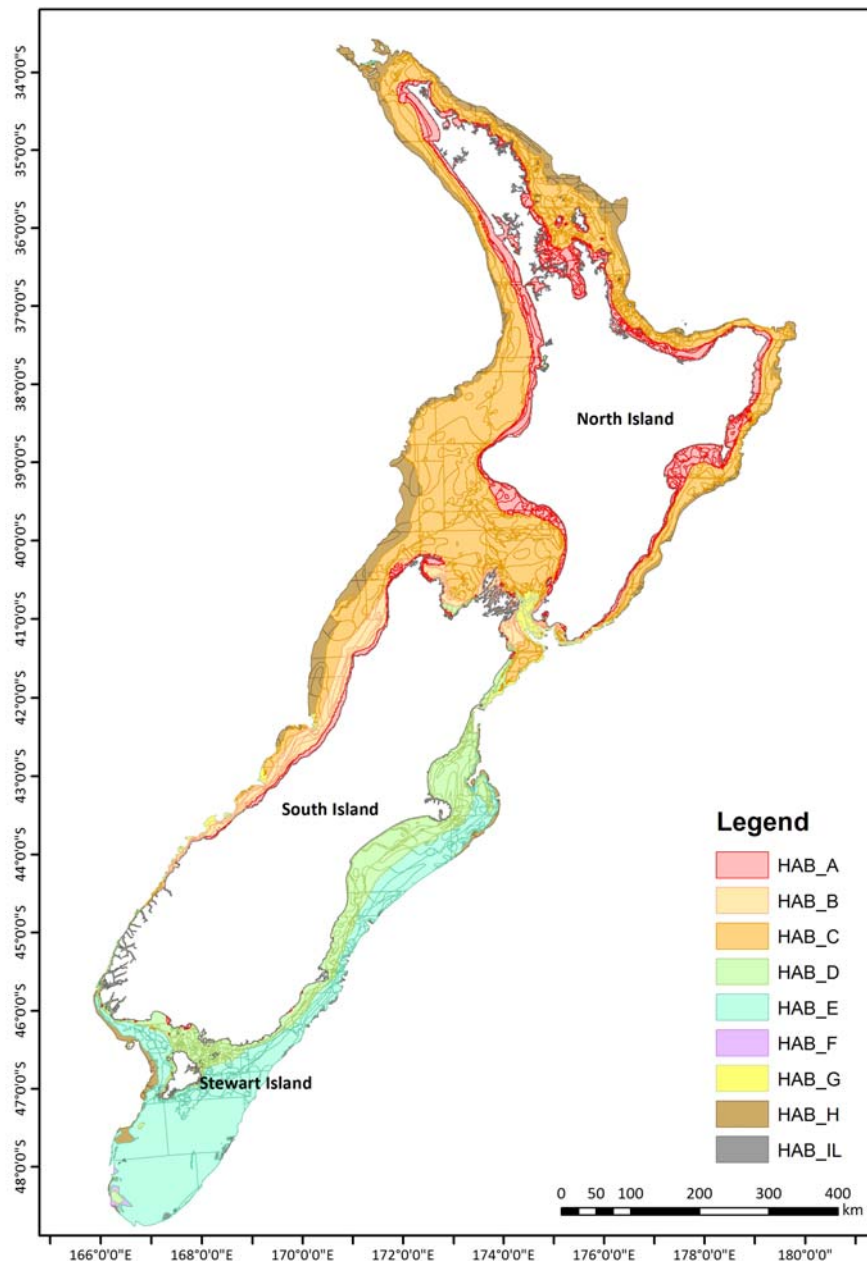 34°0'0"S
35°0'0"S
36°0'0"S
37°0'0"S
38°0'0"S
39°0'0"S
40°0'0"S
41°0'0"S
42°0'0"S
43°0'0"S
44°0'0"S
45°0'0"S
46°0'0"S
47°0'0"S
48°0'0"S
North Island
South Island
Stewart Island
Legend
HAB_A
HAB_B
HAB_C
HAB_D
HAB_E
HAB_F
HAB_G
HAB_H
HAB_IL
0 50 100 200 300 400
km
166°0'0"E 168°0'0"E 170°0'0"E 172°0'0"E 174°0'0"E 176°0'0"E 178°0'0"E 180°0'0"